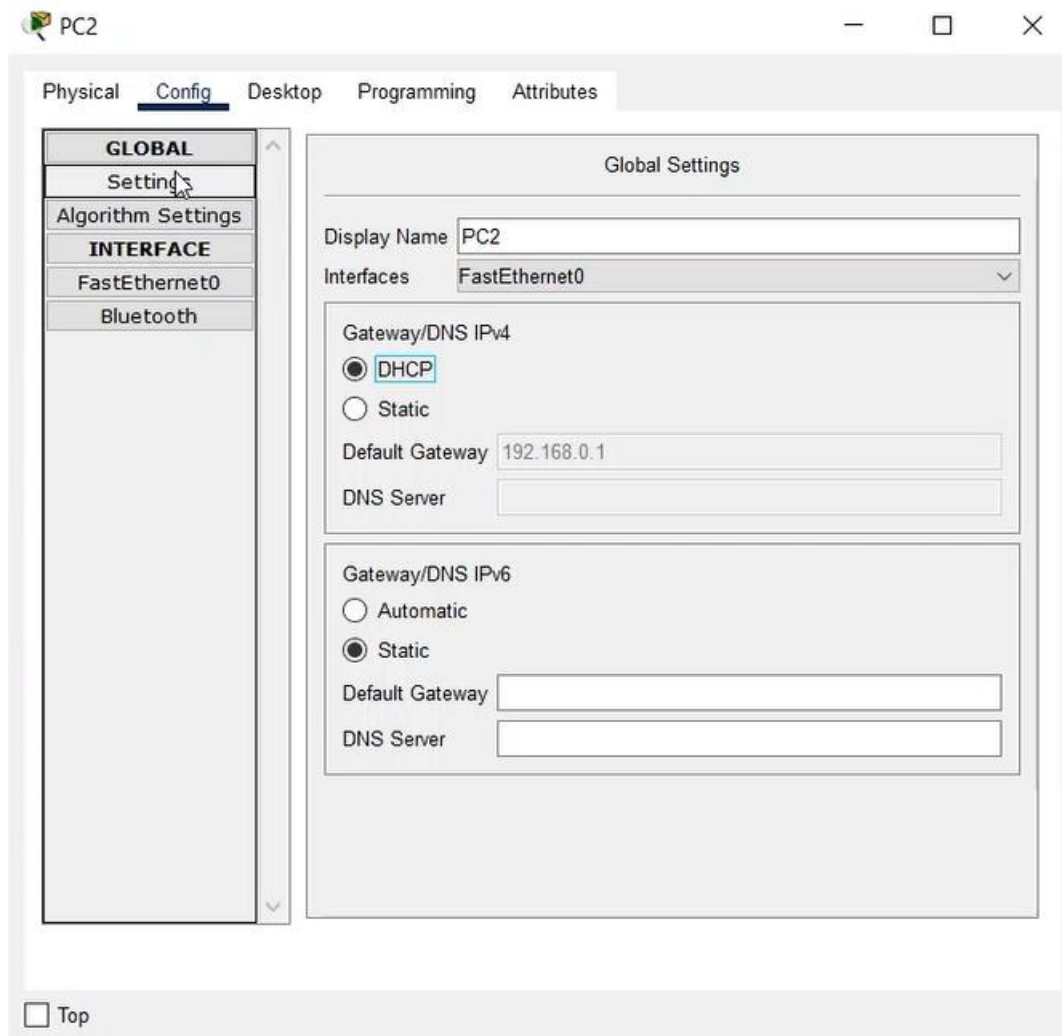 PC2
Physical Config Desktop Programming Attributes
GLOBAL
Settings
Algorithm Settings
INTERFACE
FastEthernet0
Bluetooth
Global Settings
Display Name PC2
Interfaces FastEthernet0
Gateway/DNS IPv4
DHCP
Static
Default Gateway 192.168.0.1
DNS Server
Gateway/DNS IPv6
Automatic
Static
Default Gateway
DNS Server
Top